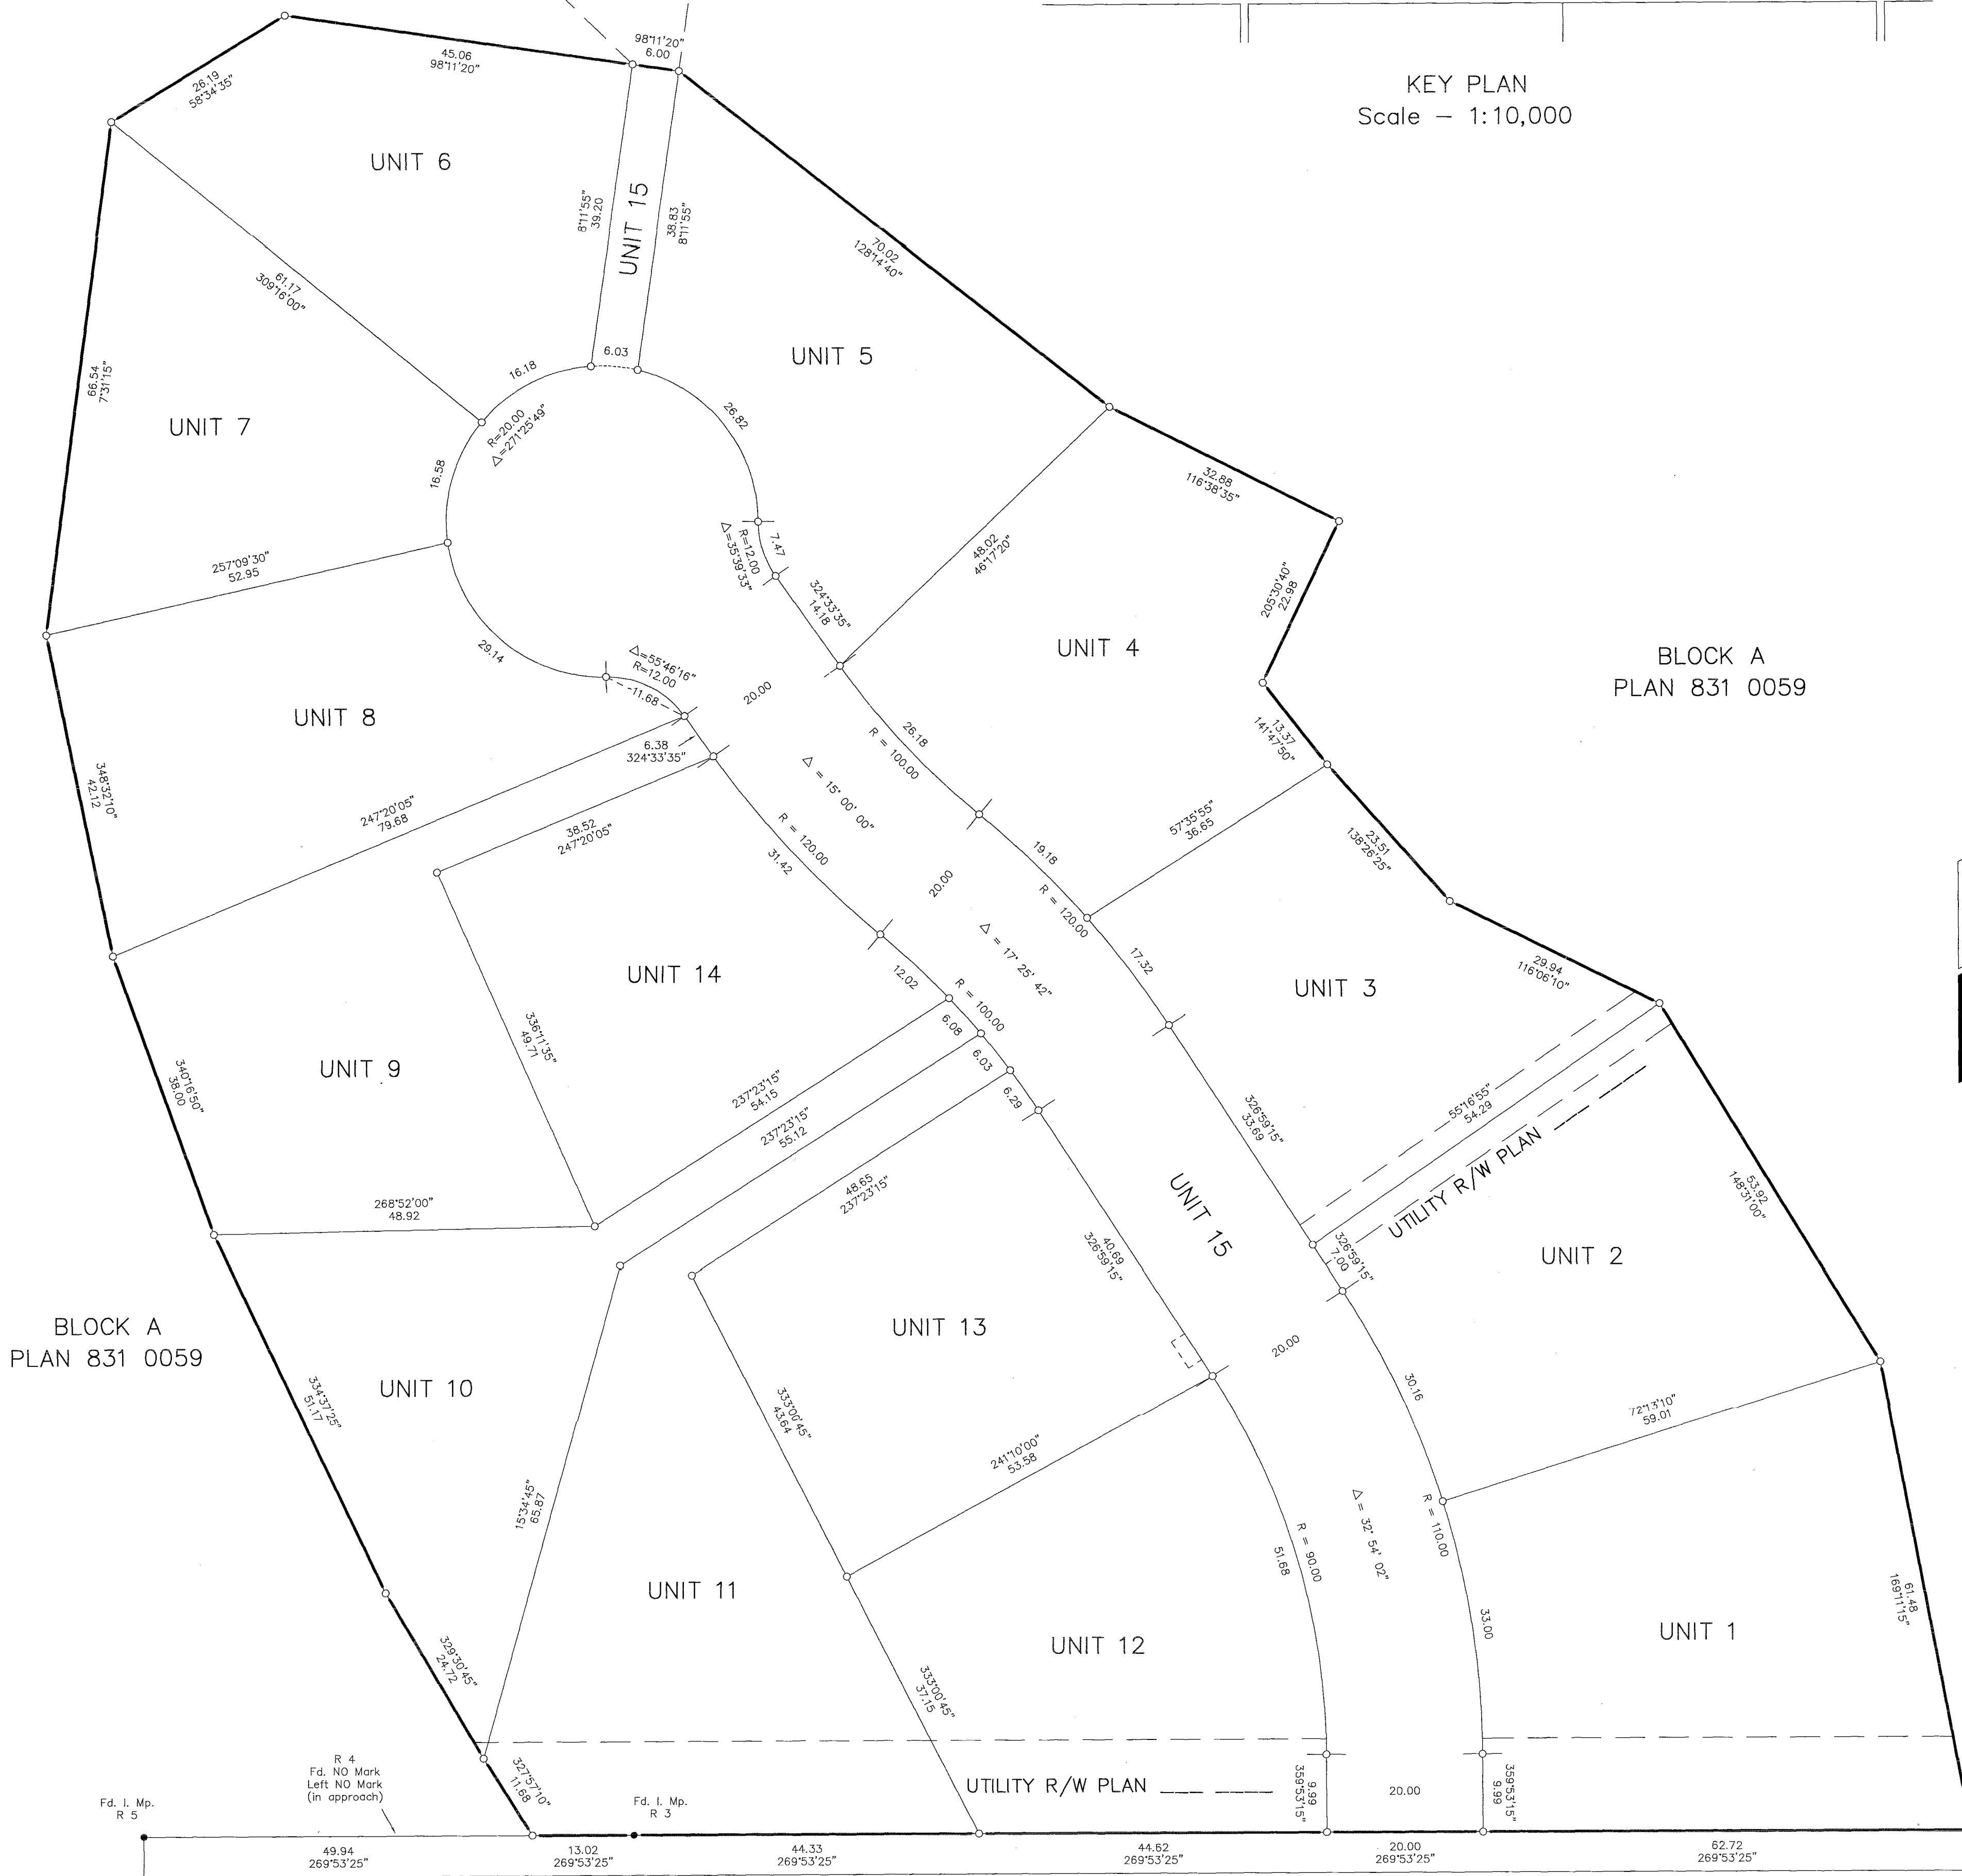 KEY PLAN
Scale – 1:10,000
45.06
98°11'20"
98°11'20"
6.00
26.19
58°34'35"
UNIT 6
8°11'55"
39.20
UNIT 15
38.83
8°11'55"
70.02
128°14'40"
61.17
309°16'00"
66.54
7°31'15"
UNIT 7
UNIT 5
6.03
16.18
26.82
R=20.00
△=271°25'49"
16.58
32.88
116°38'35"
257°09'30"
52.95
7.47
R=12.00
△=35°39'33"
324°33'35"
14.18
48.02
46°17'20"
205°30'40"
22.98
29.14
△=55°46'16"
R=12.00
11.68
20.00
UNIT 4
BLOCK A
PLAN 831 0059
UNIT 8
6.38
324°33'35"
26.18
R = 100.00
△ = 15° 00' 00"
141°47'50"
13.37
348°32'10"
42.12
247°20'05"
79.68
38.52
247°20'05"
R = 120.00
31.42
20.00
19.18
R = 120.00
57°35'55"
36.65
23.51
138°26'25"
UNIT 14
12.02
△ = 17° 25' 42"
17.32
UNIT 3
29.94
116°06'10"
R = 100.00
6.08
6.03
6.29
336°11'35"
49.71
UNIT 9
340°16'50"
38.00
237°23'15"
54.15
237°23'15"
55.12
48.65
237°23'15"
326°59'15"
33.69
55°16'55"
54.29
UTILITY R/W PLAN
53.92
148°31'00"
268°52'00"
48.92
UNIT 15
40.69
326°59'15"
326°59'15"
7.00
UNIT 2
BLOCK A
PLAN 831 0059
UNIT 13
20.00
UNIT 10
334°37'25"
51.17
333°00'45"
43.64
30.16
72°13'10"
59.01
241°10'00"
53.58
15°34'45"
65.87
R = 90.00
51.68
△ = 32° 54' 02"
R = 110.00
UNIT 11
33.00
61.48
169°11'15"
UNIT 1
UNIT 12
329°30'45"
24.72
333°00'45"
37.15
R 4
Fd. NO Mark
Left NO Mark
(in approach)
327°57'10"
11.68
UTILITY R/W PLAN
9.99
359°53'15"
20.00
359°53'15"
9.99
Fd. I. Mp.
R 5
Fd. I. Mp.
R 3
49.94
269°53'25"
13.02
269°53'25"
44.33
269°53'25"
44.62
269°53'25"
20.00
269°53'25"
62.72
269°53'25"